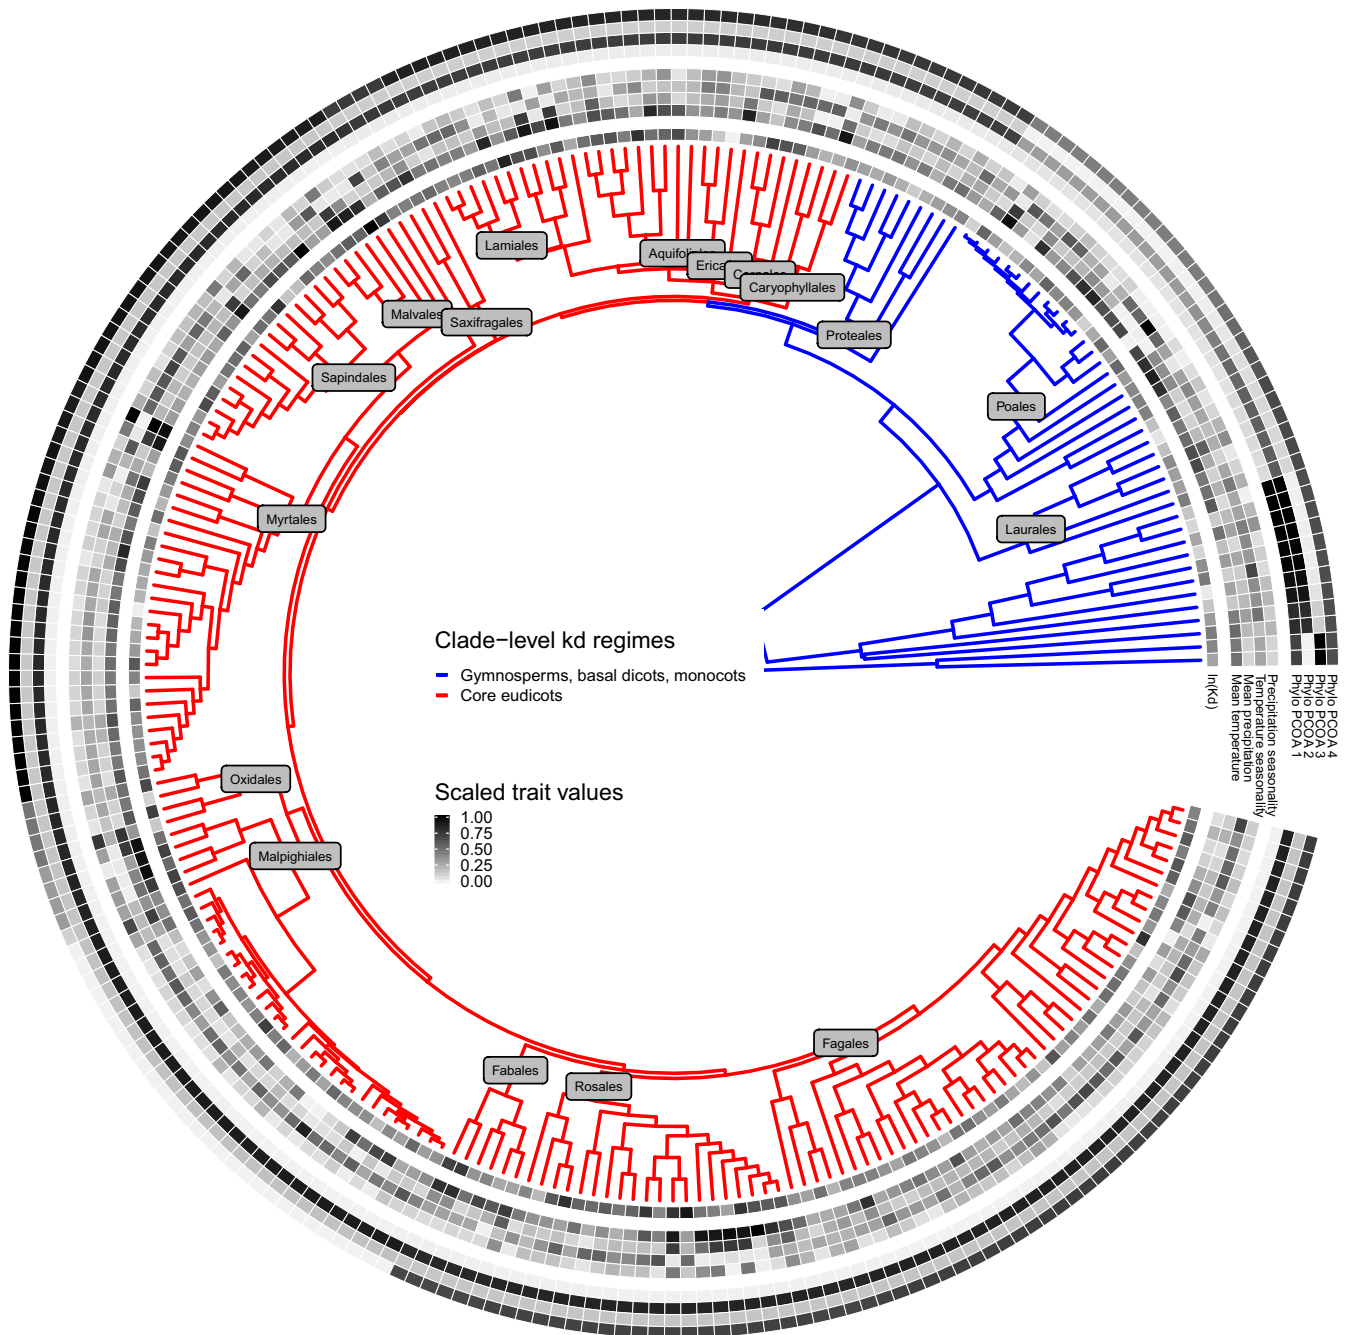 Lamiales
Erica
Caryophyllales
Malvales
Saxifragales
Proteales
Sapindales
Poales
Myrtales
Laurales
Clade−level kd regimes
Gymnosperms, basal dicots, monocots
Core eudicots
ln(Kd)
Mean temperature
Mean precipitation
Temperature seasonality
Precipitation seasonality
Phylo PCOA 1
Phylo PCOA 2
Phylo PCOA 3
Phylo PCOA 4
Oxidales
Scaled trait values
1.00
0.75
0.50
0.25
0.00
Malpighiales
Fagales
Fabales
Rosales